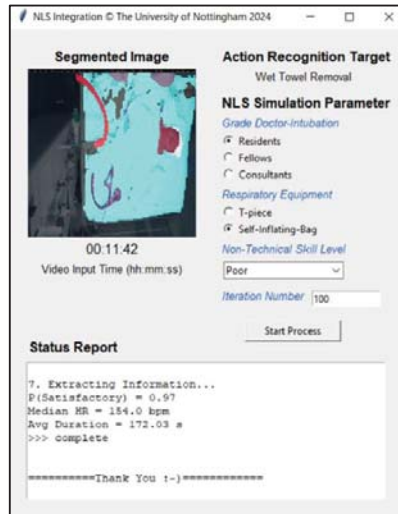 NLS Integration © The University of Nottingham 2024
Segmented Image
00:11:42
Video Input Time (hh:mm:ss)
Action Recognition Target
Wet Towel Removal
NLS Simulation Parameter
Grade Doctor-Intubation
Residents
Fellows
Consultants
Respiratory Equipment
T-piece
Self-Inflating-Bag
Non-Technical Skill Level
Poor
Iteration Number 100
Start Process
Status Report
7. Extracting Information...
P(Satisfactory) = 0.97
Median HR = 154.0 bpm
Avg Duration = 172.03 s
>>> complete
==========Thank You :-)============